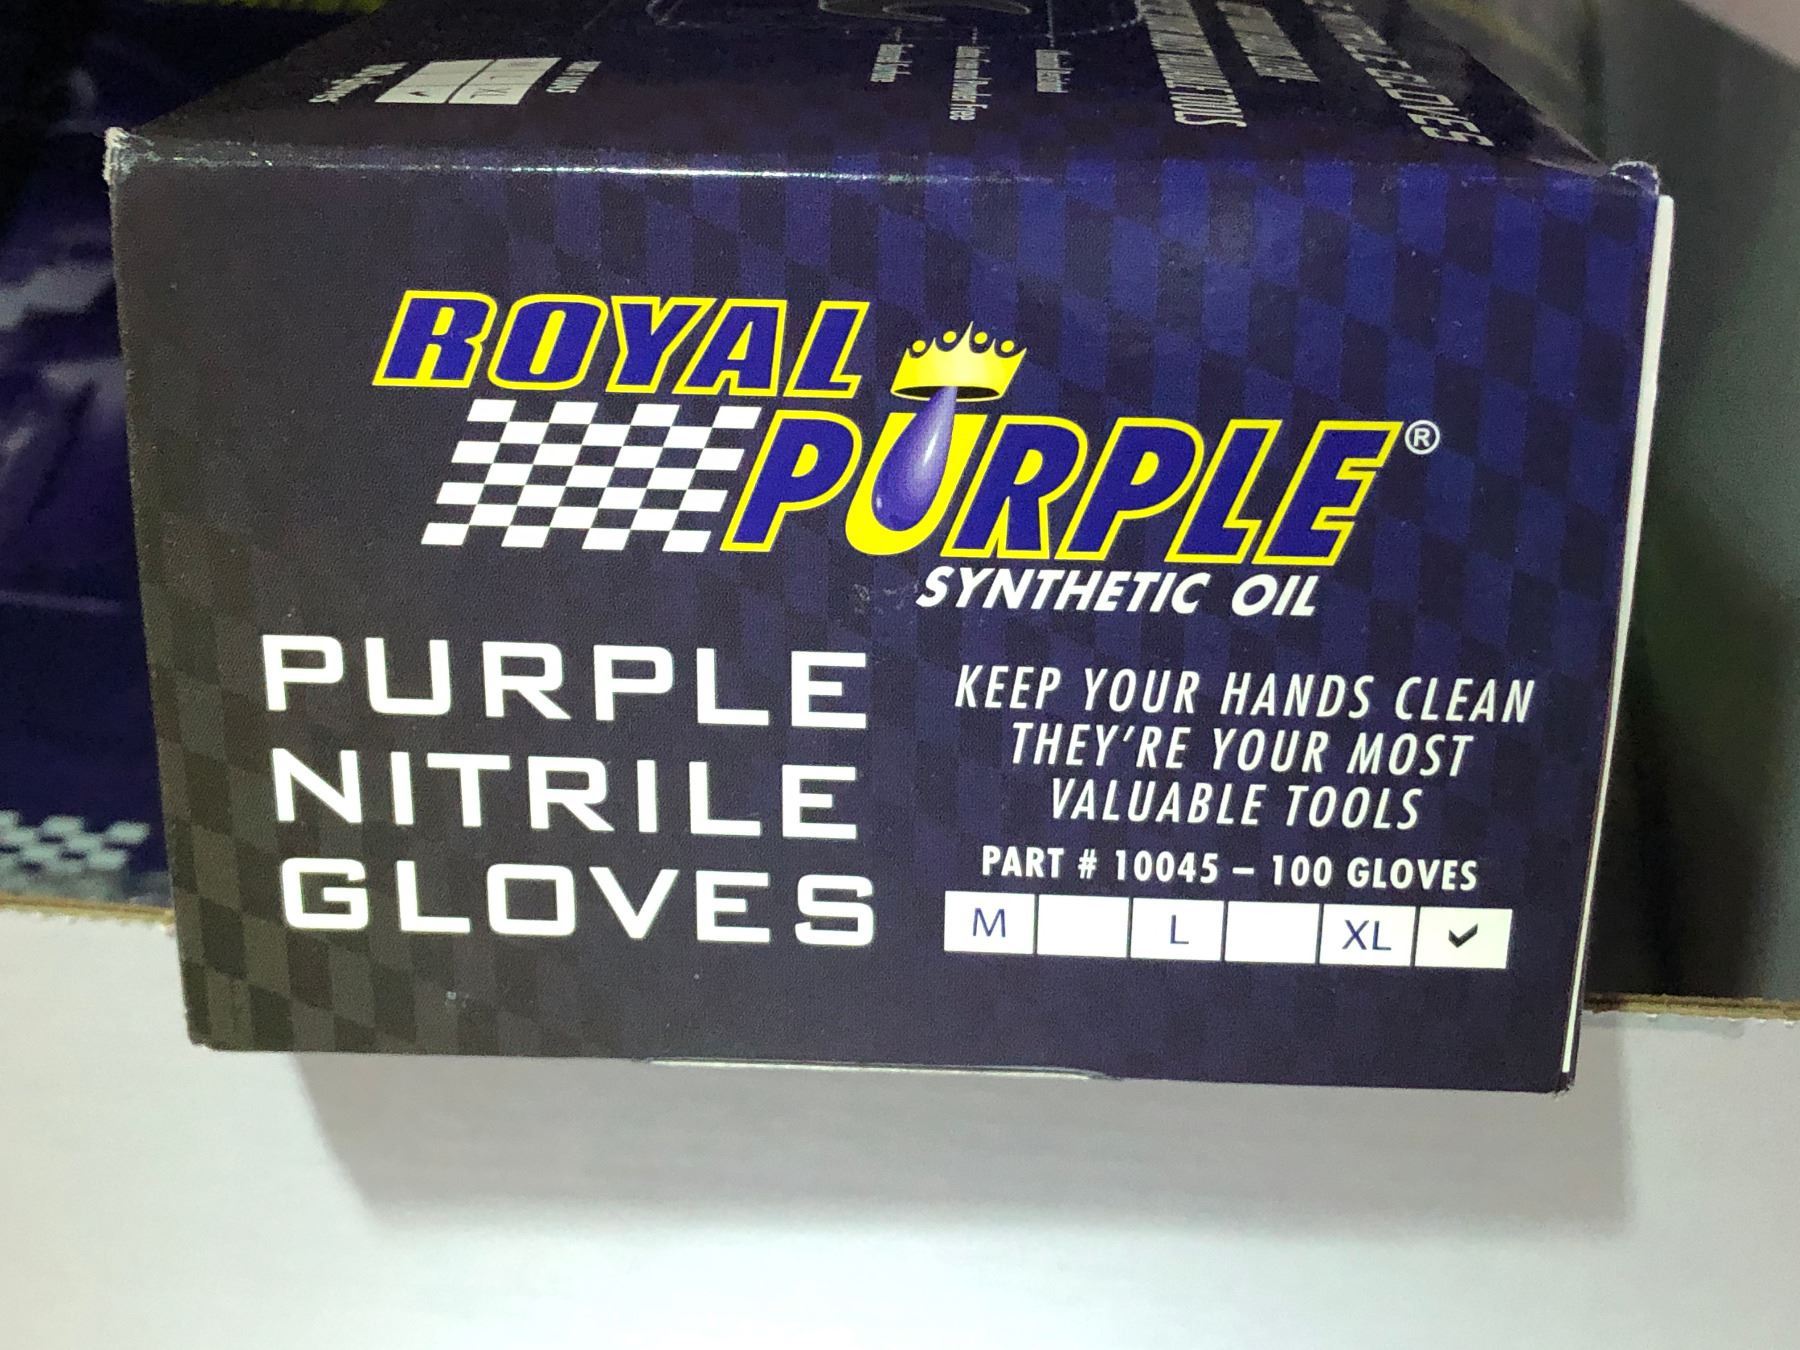 ROYAL
PURPLE®
SYNTHETIC OIL
PURPLE
NITRILE
GLOVES
KEEP YOUR HANDS CLEAN
THEY'RE YOUR MOST
VALUABLE TOOLS
PART # 10045 – 100 GLOVES
M L XL ✓